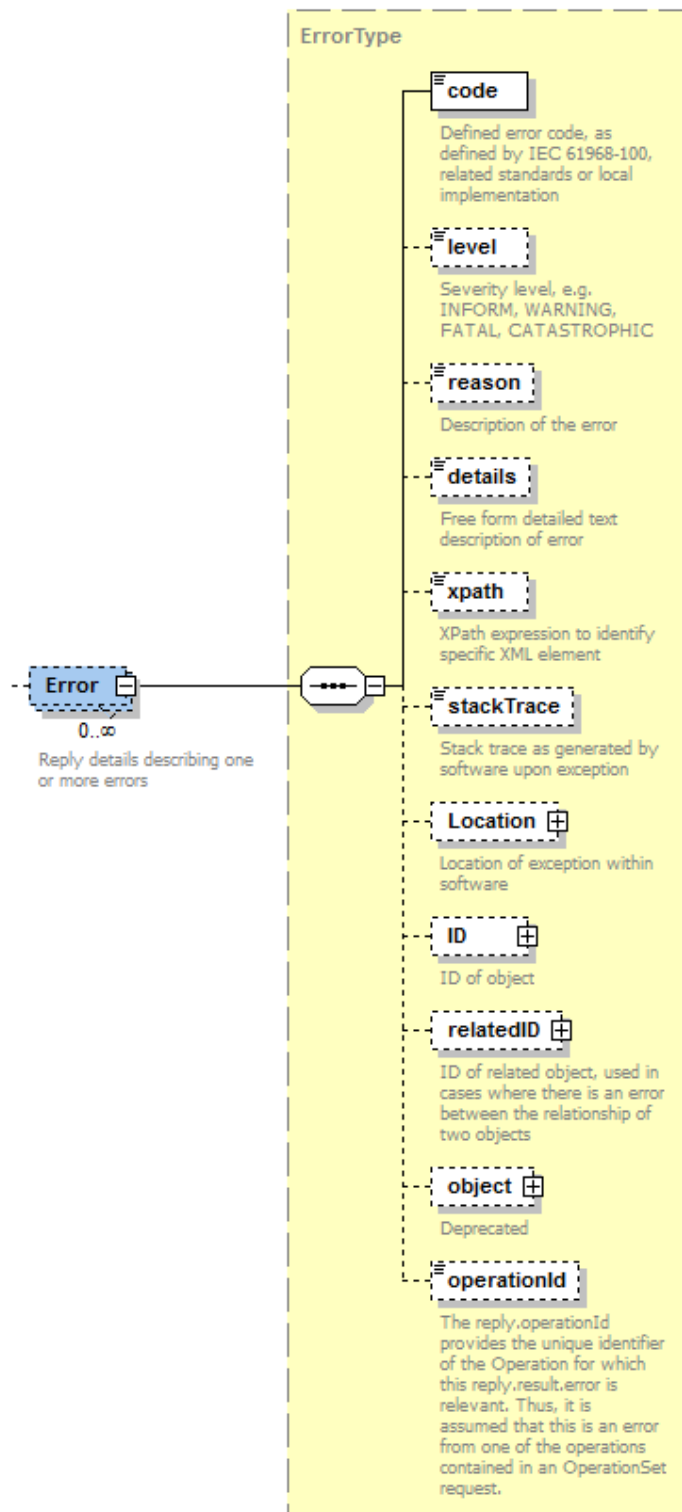 ErrorType
code
Defined error code, as
defined by IEC 61968-100,
related standards or local
implementation
level
Severity level, e.g.
INFORM, WARNING,
FATAL, CATASTROPHIC
reason
Description of the error
details
Free form detailed text
description of error
xpath
XPath expression to identify
specific XML element
Error
0..∞
Reply details describing one
or more errors
stackTrace
Stack trace as generated by
software upon exception
Location
Location of exception within
software
ID
ID of object
relatedID
ID of related object, used in
cases where there is an error
between the relationship of
two objects
object
Deprecated
operationId
The reply.operationId
provides the unique identifier
of the Operation for which
this reply.result.error is
relevant. Thus, it is
assumed that this is an error
from one of the operations
contained in an OperationSet
request.